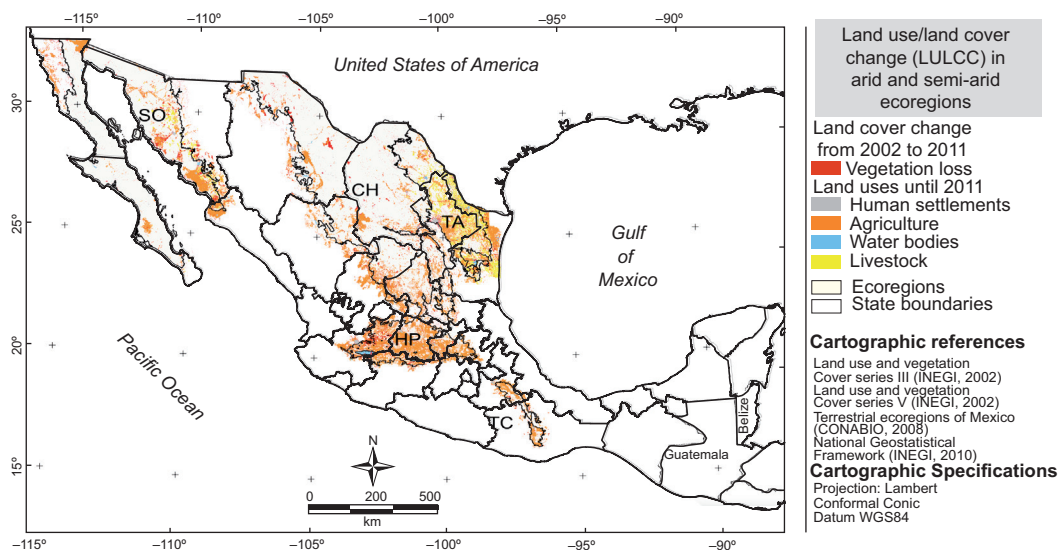 −115°
−110°
−105°
−100°
−95°
−90°
United States of America
30°
25°
20°
15°
SO
CH
TA
HP
TC
Gulf
of
Mexico
Pacific Ocean
Belize
Guatemala
N
0 200 500
km
−115°
−110°
−105°
−100°
−95°
−90°
Land use/land cover
change (LULCC) in
arid and semi-arid
ecoregions
Land cover change
from 2002 to 2011
Vegetation loss
Land uses until 2011
Human settlements
Agriculture
Water bodies
Livestock
Ecoregions
State boundaries
Cartographic references
Land use and vegetation
Cover series III (INEGI, 2002)
Land use and vegetation
Cover series V (INEGI, 2002)
Terrestrial ecoregions of Mexico
(CONABIO, 2008)
National Geostatistical
Framework (INEGI, 2010)
Cartographic Specifications
Projection: Lambert
Conformal Conic
Datum WGS84